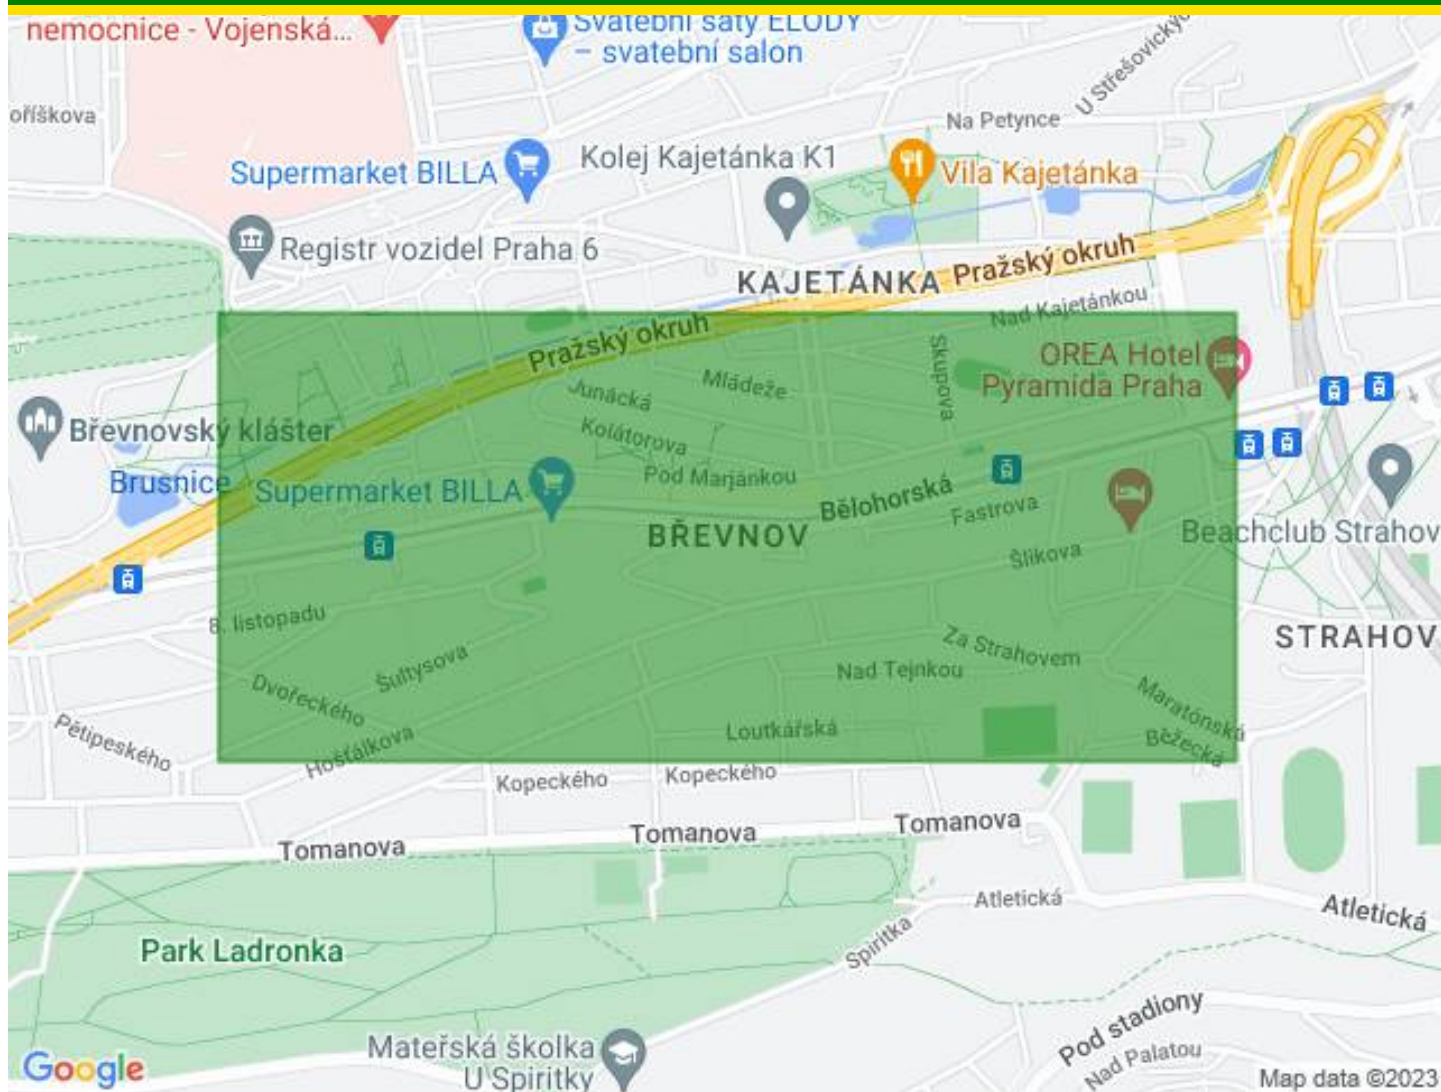 nemocnice - Vojenská...
Svatební šaty ELODY
– svatební salon
U Střešovických
oříškova
Na Petynce
Supermarket BILLA
Kolej Kajetánka K1
Vila Kajetánka
Registr vozidel Praha 6
KAJETÁNKA
Pražský okruh
Nad Kajetánkou
Pražský okruh
Skupova
OREA Hotel
Pyramida Praha
Junácká
Mládeže
Břevnovský klášter
Kolátorova
Pod Marjánkou
Brusnice
Supermarket BILLA
Bělohorská
Fastrova
BŘEVNOV
Beachclub Strahov
Šlikova
8. listopadu
STRAHOV
Za Strahovem
Šultysova
Nad Tejnkou
Dvořeckého
Maratónská
Pětipeského
Hošťálkova
Loutkářská
Běžecká
Kopeckého
Kopeckého
Tomanova
Tomanova
Tomanova
Atletická
Atletická
Park Ladronka
Spiritka
Pod stadiony
Mateřská školka
U Spiritky
Nad Palatou
Google
Map data ©2023